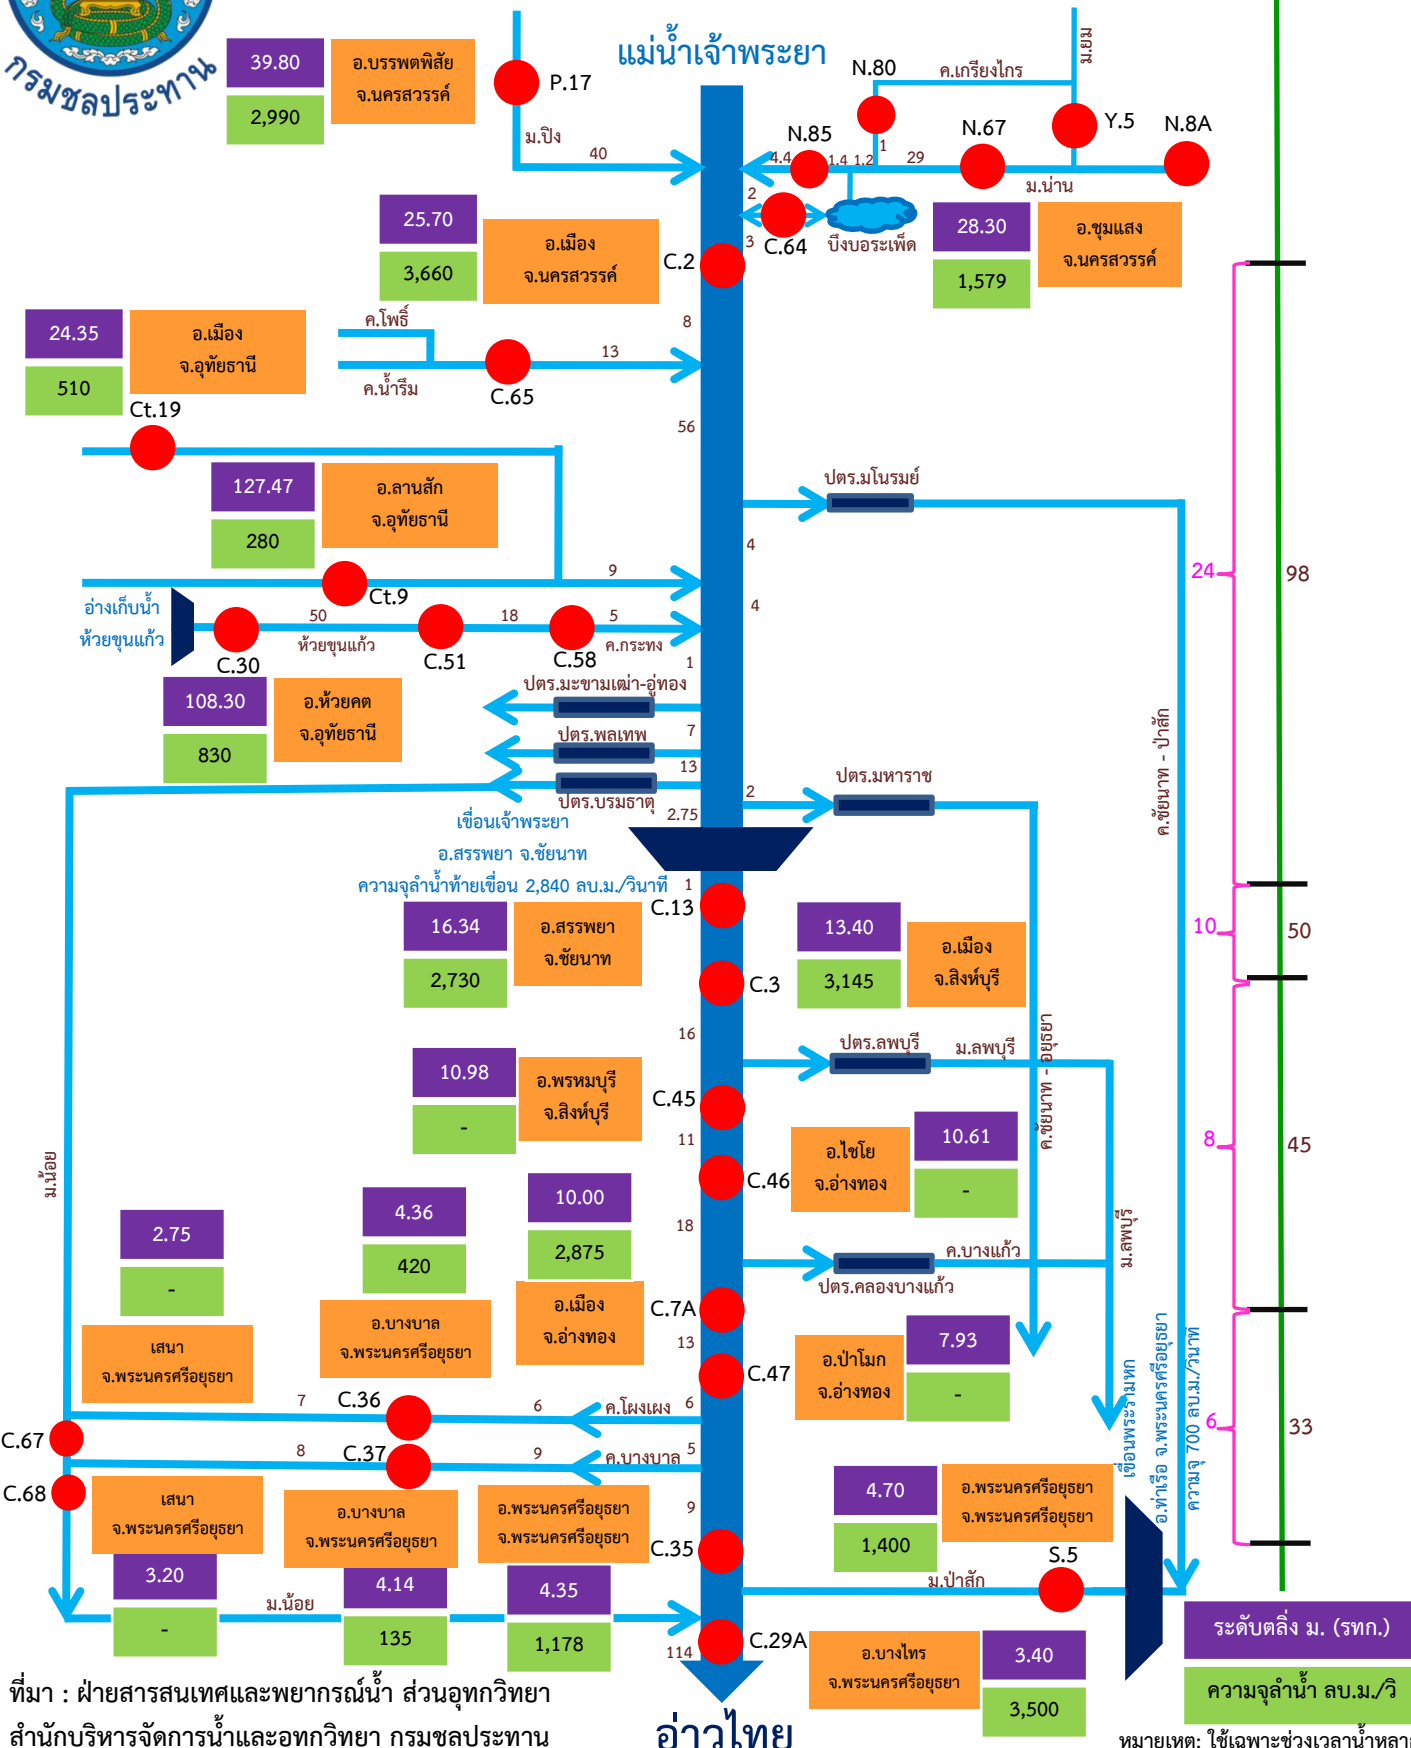 กรมชลประทาน
แม่น้ำเจ้าพระยา
39.80
2,990
อ.บรรพตพิสัย
จ.นครสวรรค์
P.17
ม.ปิง
40
N.80
ค.เกรียงไกร
ม.ยม
N.85
N.67
Y.5
N.8A
4.4
1.4
1.2
1
29
ม.น่าน
2
C.64
บึงบอระเพ็ด
3
25.70
3,660
อ.เมือง
จ.นครสวรรค์
C.2
28.30
1,579
อ.ชุมแสง
จ.นครสวรรค์
24.35
510
อ.เมือง
จ.อุทัยธานี
ค.โพธิ์
ค.น้ำริม
C.65
13
8
Ct.19
56
127.47
280
อ.ลานสัก
จ.อุทัยธานี
ปตร.มโนรมย์
4
Ct.9
9
24
98
4
อ่างเก็บน้ำ
ห้วยขุนแก้ว
C.30
50
ห้วยขุนแก้ว
C.51
18
C.58
5
ค.กระทง
1
108.30
830
อ.ห้วยคต
จ.อุทัยธานี
ปตร.มะขามเฒ่า-อู่ทอง
7
ปตร.พลเทพ
13
ปตร.บรมธาตุ
2
ปตร.มหาราช
2.75
ค.ชัยนาท - ป่าสัก
เขื่อนเจ้าพระยา
อ.สรรพยา จ.ชัยนาท
ความจุลำน้ำท้ายเขื่อน 2,840 ลบ.ม./วินาที
1
C.13
16.34
2,730
อ.สรรพยา
จ.ชัยนาท
13.40
3,145
อ.เมือง
จ.สิงห์บุรี
C.3
10
50
16
ปตร.ลพบุรี
ม.ลพบุรี
ค.ชัยนาท - อยุธยา
10.98
-
อ.พรหมบุรี
จ.สิงห์บุรี
C.45
11
อ.ไชโย
จ.อ่างทอง
10.61
-
C.46
8
45
ม.น้อย
18
2.75
-
เสนา
จ.พระนครศรีอยุธยา
4.36
420
อ.บางบาล
จ.พระนครศรีอยุธยา
10.00
2,875
อ.เมือง
จ.อ่างทอง
C.7A
ค.บางแก้ว
ปตร.คลองบางแก้ว
ม.ลพบุรี
13
C.47
อ.ป่าโมก
จ.อ่างทอง
7.93
-
7
C.36
6
ค.โผงเผง
6
C.67
8
C.37
9
ค.บางบาล
5
6
33
เขื่อนพระรามหก
อ.ท่าเรือ จ.พระนครศรีอยุธยา
ความจุ 700 ลบ.ม./วินาที
C.68
เสนา
จ.พระนครศรีอยุธยา
3.20
-
อ.บางบาล
จ.พระนครศรีอยุธยา
4.14
135
อ.พระนครศรีอยุธยา
จ.พระนครศรีอยุธยา
4.35
1,178
9
C.35
4.70
1,400
อ.พระนครศรีอยุธยา
จ.พระนครศรีอยุธยา
S.5
ม.ป่าสัก
ม.น้อย
C.29A
114
อ.บางไทร
จ.พระนครศรีอยุธยา
3.40
3,500
ระดับตลิ่ง ม. (รทก.)
ความจุลำน้ำ ลบ.ม./วิ
ที่มา : ฝ่ายสารสนเทศและพยากรณ์น้ำ ส่วนอุทกวิทยา
สำนักบริหารจัดการน้ำและอุทกวิทยา กรมชลประทาน
อ่าวไทย
หมายเหตุ: ใช้เฉพาะช่วงเวลาน้ำหลาก